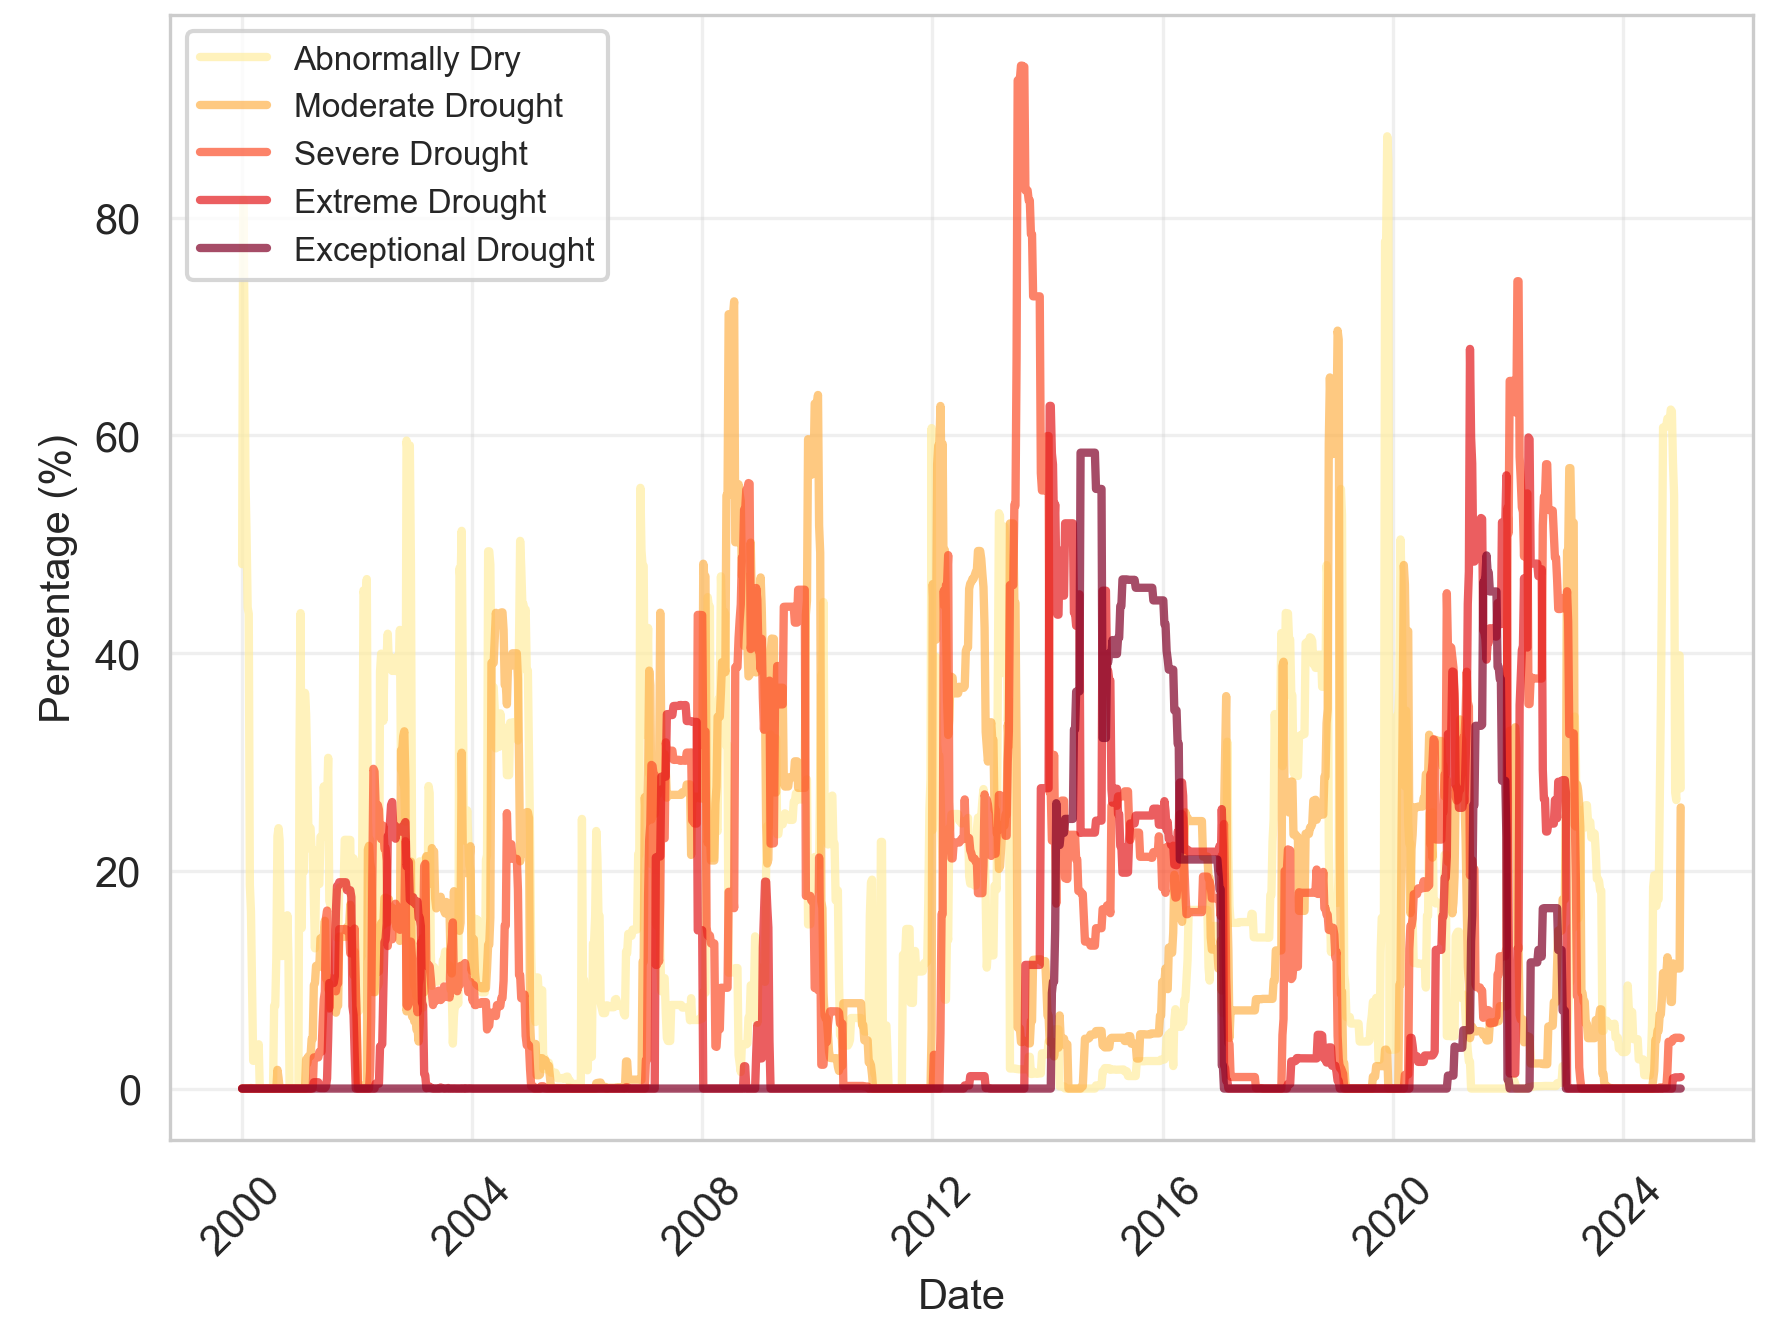 Abnormally Dry
Moderate Drought
Severe Drought
Extreme Drought
Exceptional Drought
80
60
40
20
0
Percentage (%)
2000
2004
2008
2012
2016
2020
2024
Date